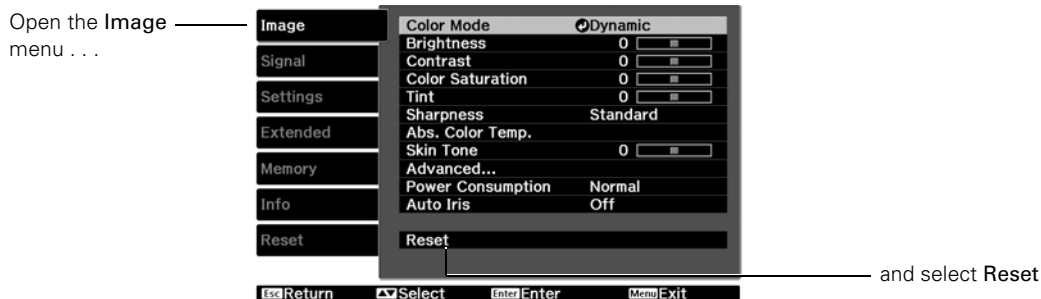 Open the Image
menu . . .
Image
Signal
Settings
Extended
Memory
Info
Reset
Color Mode Dynamic
Brightness 0
Contrast 0
Color Saturation 0
Tint 0
Sharpness Standard
Abs. Color Temp.
Skin Tone 0
Advanced...
Power Consumption Normal
Auto Iris Off
Reset
and select Reset
Esc Return Select Enter Enter Menu Exit